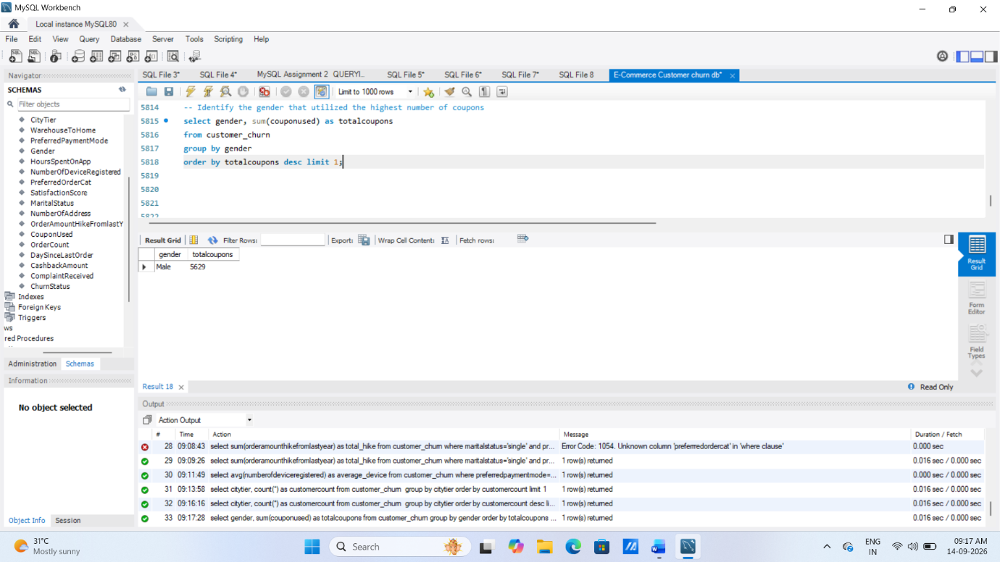 MySQL Workbench
Local instance MySQL80
File Edit View Query Database Server Tools Scripting Help
Navigator
SCHEMAS
Filter objects
CityTier
WarehouseToHome
PreferredPaymentMode
Gender
HoursSpentOnApp
NumberOfDeviceRegistered
PreferredOrderCat
SatisfactionScore
MaritalStatus
NumberOfAddress
OrderAmountHikeFromlastY
CouponUsed
OrderCount
DaySinceLastOrder
CashbackAmount
ComplaintReceived
ChurnStatus
Indexes
Foreign Keys
Triggers
ws
red Procedures
Administration Schemas
Information
No object selected
Object Info Session
SQL File 3* SQL File 4* MySQL Assignment 2 QUERYI... SQL File 5* SQL File 6* SQL File 7* SQL File 8 E-Commerce Customer churn db*
Limit to 1000 rows
5814 -- Identify the gender that utilized the highest number of coupons
5815 select gender, sum(couponused) as totalcoupons
5816 from customer_churn
5817 group by gender
5818 order by totalcoupons desc limit 1;
5819
5820
5821
5822
Result Grid Filter Rows: Export: Wrap Cell Content: Fetch rows:
gender totalcoupons
Male 5629
Result Grid
Form Editor
Field Types
Result 18 Read Only
Output
Action Output
# Time Action Message Duration / Fetch
28 09:08:43 select sum(orderamounthikefromlastyear) as total_hike from customer_churn where maritalstatus='single' and pr... Error Code: 1054. Unknown column 'preferrredordercat' in 'where clause' 0.000 sec
29 09:09:26 select sum(orderamounthikefromlastyear) as total_hike from customer_churn where maritalstatus='single' and pr... 1 row(s) returned 0.016 sec / 0.000 sec
30 09:11:49 select avg(numberofdeviceregistered) as average_device from customer_churn where preferredpaymentmode=... 1 row(s) returned 0.016 sec / 0.000 sec
31 09:13:58 select citytier, count(*) as customercount from customer_churn group by citytier order by customercount limit 1 1 row(s) returned 0.016 sec / 0.000 sec
32 09:16:16 select citytier, count(*) as customercount from customer_churn group by citytier order by customercount desc li... 1 row(s) returned 0.016 sec / 0.000 sec
33 09:17:28 select gender, sum(couponused) as totalcoupons from customer_churn group by gender order by totalcoupons ... 1 row(s) returned 0.016 sec / 0.000 sec
31°C
Mostly sunny
Search
ENG
IN
09:17 AM
14-09-2026